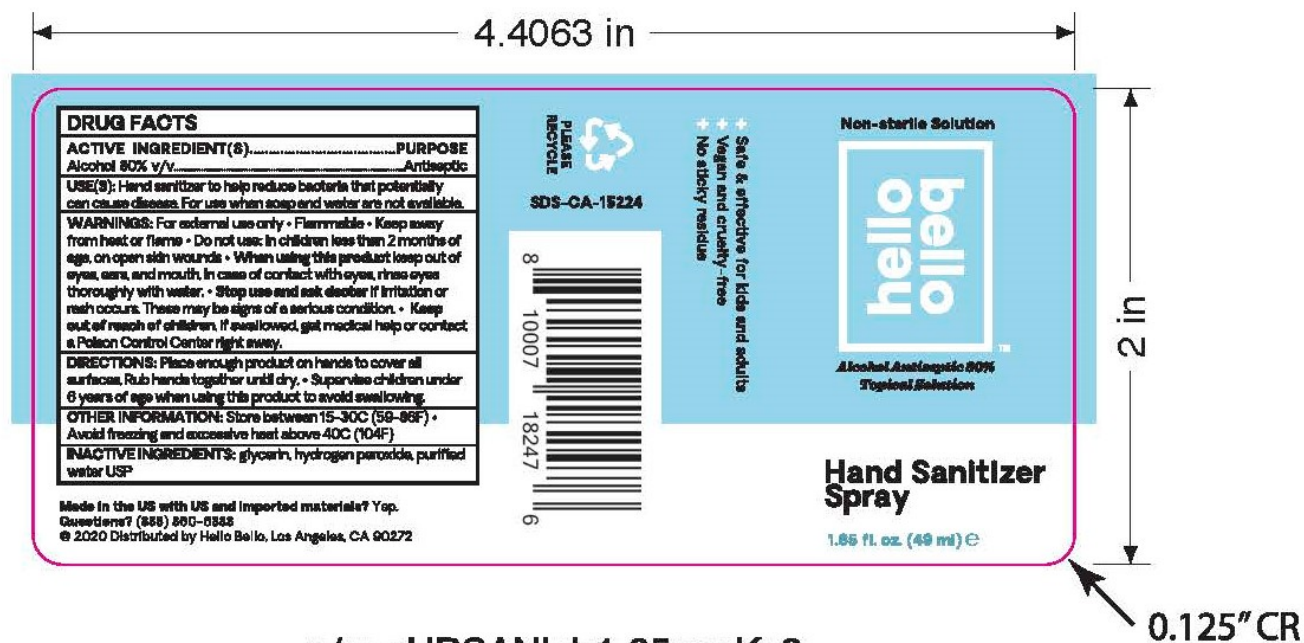 4.4063 in
DRUG FACTS
ACTIVE INGREDIENT(S)..........................................PURPOSE
Alcohol 80% v/v..........................................Antiseptic
USE(S): Hand sanitizer to help reduce bacteria that potentially
can cause disease. For use when soap and water are not available.
WARNINGS: For external use only • Flammable • Keep away
from heat or flame • Do not use: in children less than 2 months of
age, on open skin wounds • When using this product keep out of
eyes, ears, and mouth. In case of contact with eyes, rinse eyes
thoroughly with water. • Stop use and ask doctor if irritation or
rash occurs. These may be signs of a serious condition. • Keep
out of reach of children. If swallowed, get medical help or contact
a Poison Control Center right away.
DIRECTIONS: Place enough product on hands to cover all
surfaces. Rub hands together until dry. • Supervise children under
6 years of age when using this product to avoid swallowing.
OTHER INFORMATION: Store between 15-30C (59-86F) •
Avoid freezing and excessive heat above 40C (104F)
INACTIVE INGREDIENTS: glycerin, hydrogen peroxide, purified
water USP
Made in the US with US and imported materials? Yep.
Questions?
© 2020 Distributed by Hello Bello, Los Angeles, CA 90272
PLEASE
RECYCLE
SDS-CA-15224
8 10007 18247 6
+ Safe & effective for kids and adults
+ Vegan and cruelty-free
+ No sticky residue
Non-sterile Solution
hello
bello
TM
Alcohol Antiseptic 80%
Topical Solution
Hand Sanitizer
Spray
1.65 fl. oz. (49 ml) e
2 in
0.125" CR